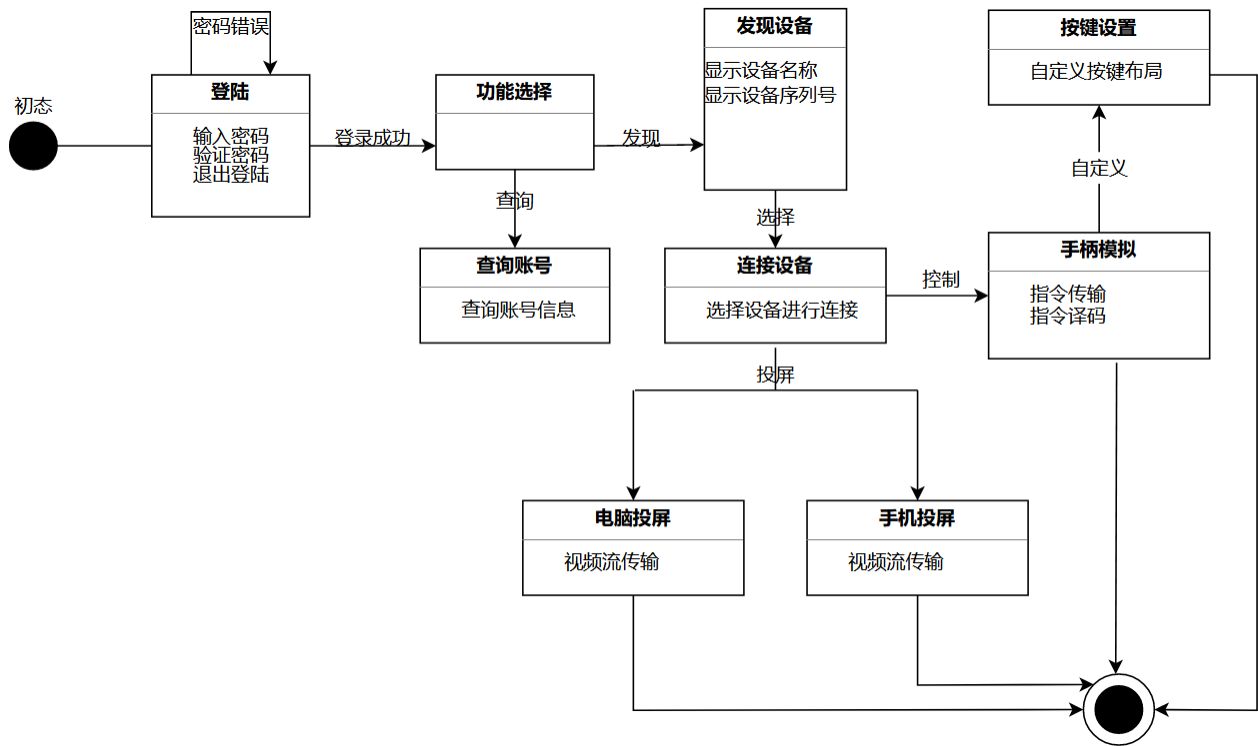 密码错误
初态
登陆
输入密码
验证密码
退出登陆
登录成功
功能选择
发现
发现设备
显示设备名称
显示设备序列号
按键设置
自定义按键布局
自定义
查询
选择
查询账号
查询账号信息
连接设备
选择设备进行连接
控制
手柄模拟
指令传输
指令译码
投屏
电脑投屏
视频流传输
手机投屏
视频流传输